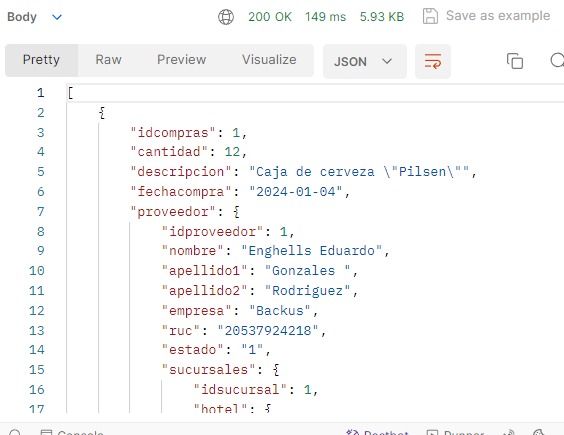 Body 200 OK 149 ms 5.93 KB Save as example
Pretty Raw Preview Visualize JSON
1 [
2 {
3 "idcompras": 1,
4 "cantidad": 12,
5 "descripcion": "Caja de cerveza \"Pilsen\"",
6 "fechacompra": "2024-01-04",
7 "proveedor": {
8 "idproveedor": 1,
9 "nombre": "Enghells Eduardo",
10 "apellido1": "Gonzales ",
11 "apellido2": "Rodriguez",
12 "empresa": "Backus",
13 "ruc": "20537924218",
14 "estado": "1",
15 "sucursales": {
16 "idsucursal": 1,
17 "hotel": {
Console Postbot Runner